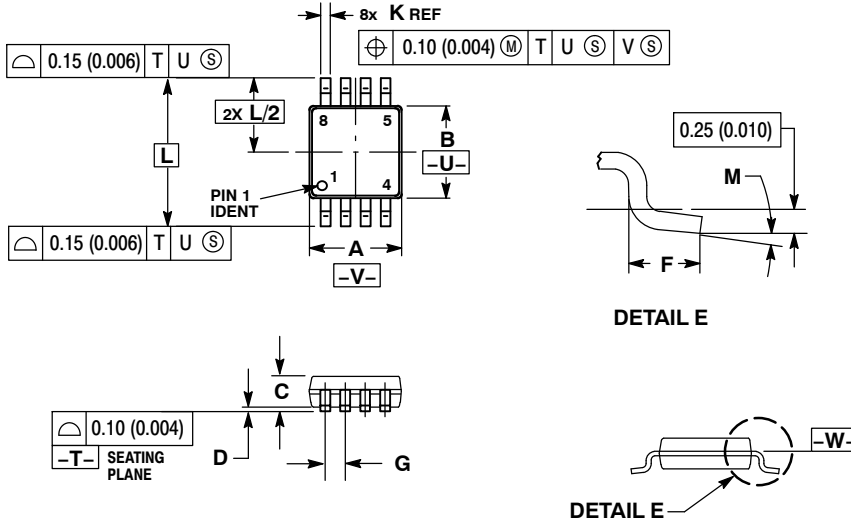 8x K REF
⌖ 0.10 (0.004) Ⓜ T U Ⓢ V Ⓢ
⌓ 0.15 (0.006) T U Ⓢ
2X L/2
L
8 5
B
-U-
1 4
PIN 1
IDENT
⌓ 0.15 (0.006) T U Ⓢ
A
-V-
0.25 (0.010)
M
F
DETAIL E
C
⌓ 0.10 (0.004)
-T- SEATING
PLANE
D
G
-W-
DETAIL E